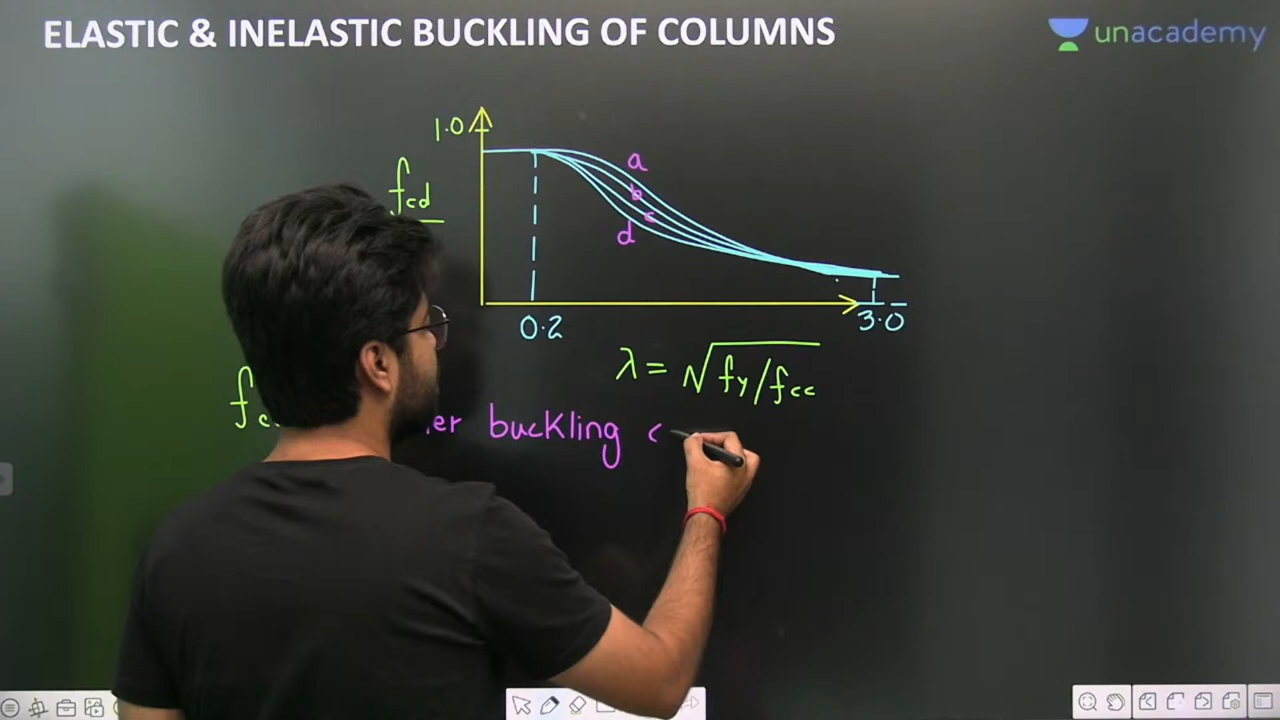 ELASTIC & INELASTIC BUCKLING OF COLUMNS
unacademy
1.0
fcd
a
b
c
d
0.2
3.0
λ = √fy/fcc
buckling c